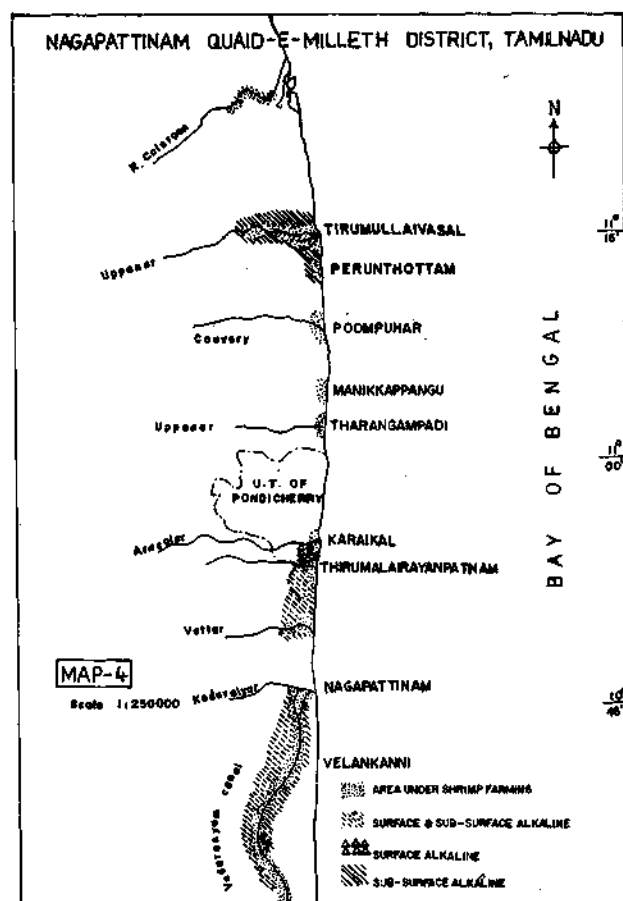 NAGAPATTINAM QUAID-E-MILLETH DISTRICT, TAMILNADU
R. Coleroon
N
TIRUMULLAIVASAL
11°
15'
Uppanar
PERUNTHOTTAM
POOMPUHAR
Cauvery
MANIKKAPPANGU
Uppanar
THARANGAMPADI
BAY OF BENGAL
11°
00'
U.T. OF
PONDICHERRY
KARAIKAL
THIRUMALAIRAYANPATNAM
Vettar
MAP-4
Scale 1:250000
NAGAPATTINAM
10°
45'
VELANKANNI
Vedaranyam canal
AREA UNDER SHRIMP FARMING
SURFACE & SUB-SURFACE ALKALINE
SURFACE ALKALINE
SUB-SURFACE ALKALINE